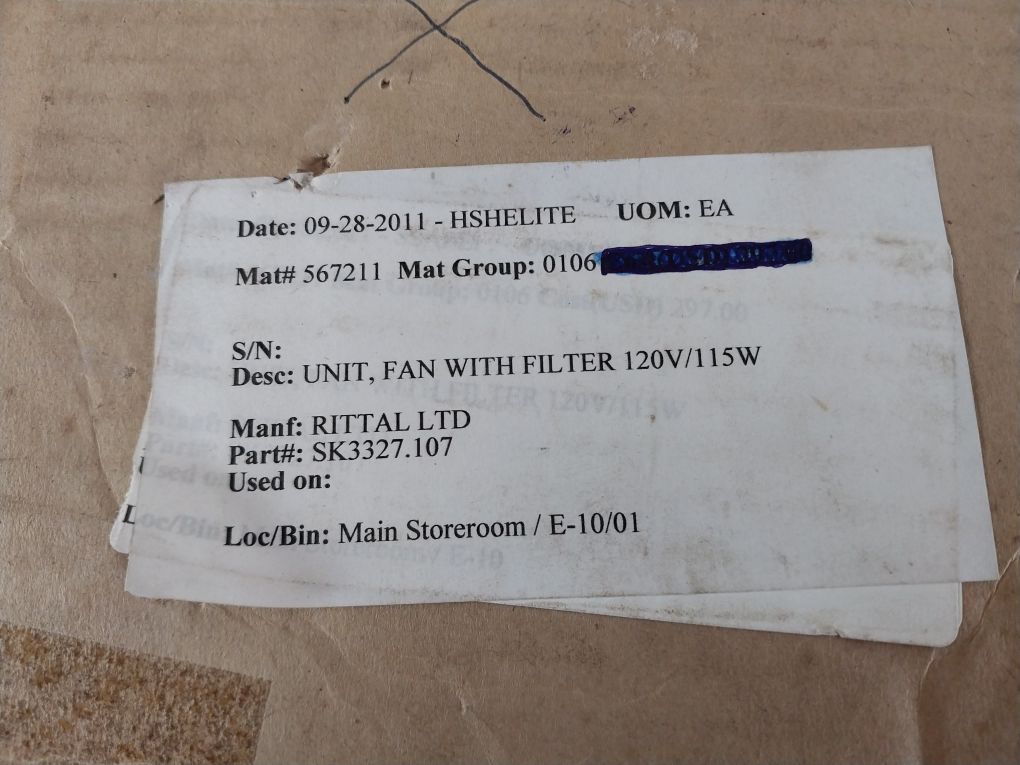 Date: 09-28-2011 - HSHELITE UOM: EA
Mat# 567211 Mat Group: 0106
S/N:
Desc: UNIT, FAN WITH FILTER 120V/115W
Manf: RITTAL LTD
Part#: SK3327.107
Used on:
Loc/Bin: Main Storeroom / E-10/01